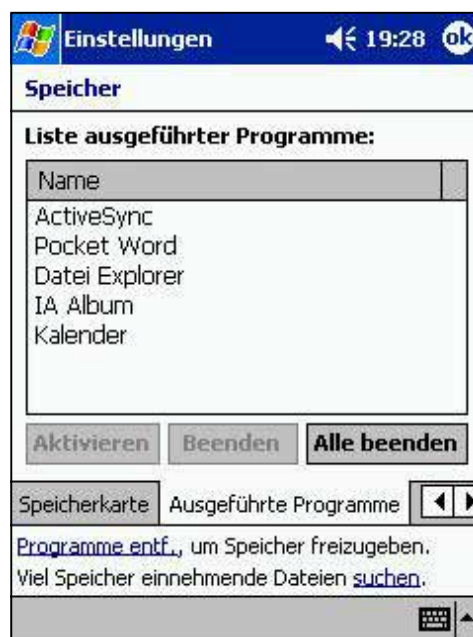 Einstellungen 19:28 ok
Speicher
Liste ausgeführter Programme:
Name
ActiveSync
Pocket Word
Datei Explorer
IA Album
Kalender
Aktivieren Beenden Alle beenden
Speicherkarte Ausgeführte Programme
Programme entf., um Speicher freizugeben.
Viel Speicher einnehmende Dateien suchen.